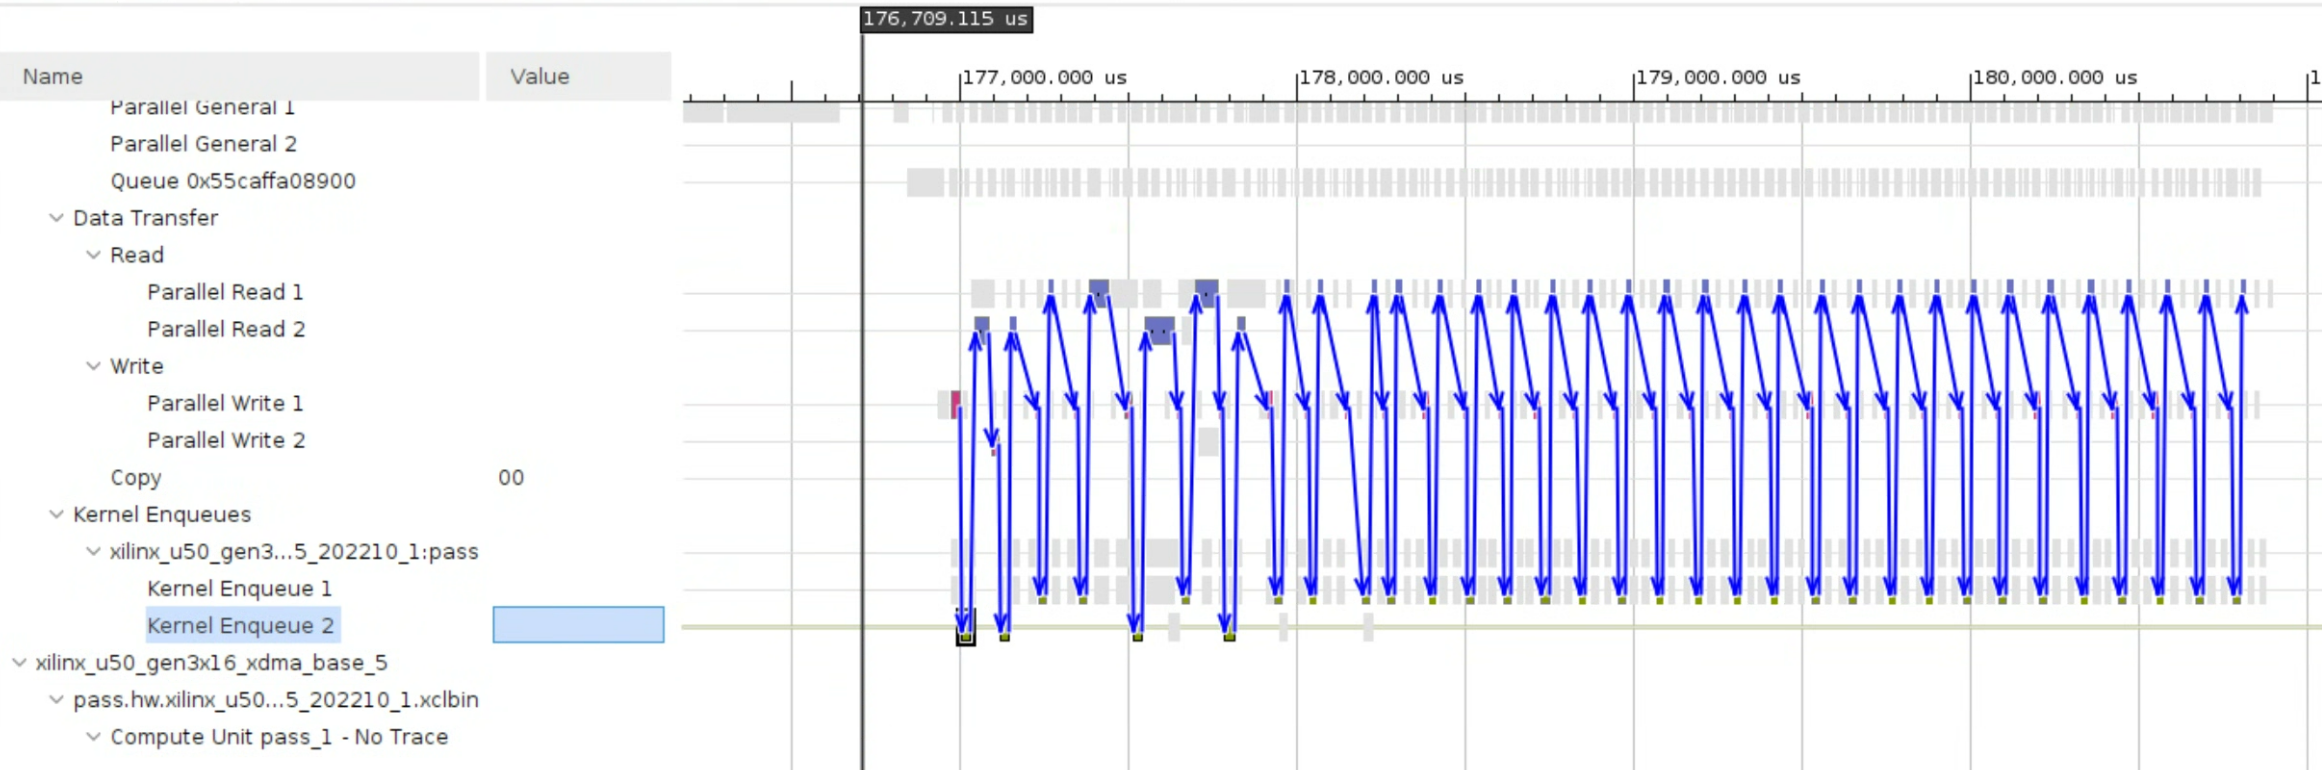 176,709.115 us
Name Value 177,000.000 us 178,000.000 us 179,000.000 us 180,000.000 us
Parallel General 1
Parallel General 2
Queue 0x55caffa08900
Data Transfer
Read
Parallel Read 1
Parallel Read 2
Write
Parallel Write 1
Parallel Write 2
Copy 00
Kernel Enqueues
xilinx_u50_gen3...5_202210_1:pass
Kernel Enqueue 1
Kernel Enqueue 2
xilinx_u50_gen3x16_xdma_base_5
pass.hw.xilinx_u50...5_202210_1.xclbin
Compute Unit pass_1 - No Trace